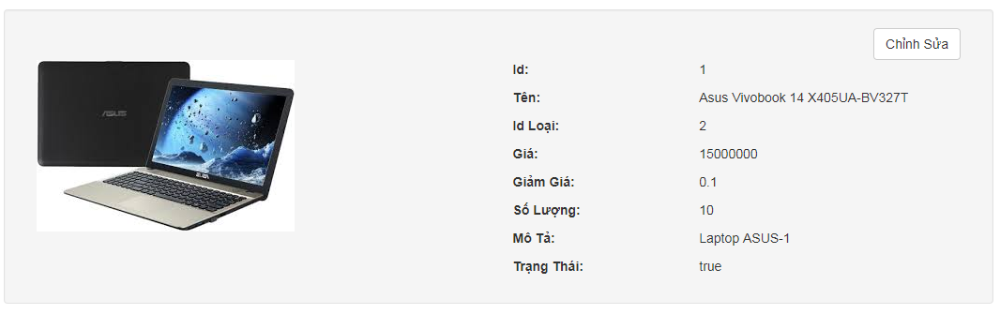 Chỉnh Sửa
ASUS
ASUS
Id: 1
Tên: Asus Vivobook 14 X405UA-BV327T
Id Loại: 2
Giá: 15000000
Giảm Giá: 0.1
Số Lượng: 10
Mô Tả: Laptop ASUS-1
Trạng Thái: true